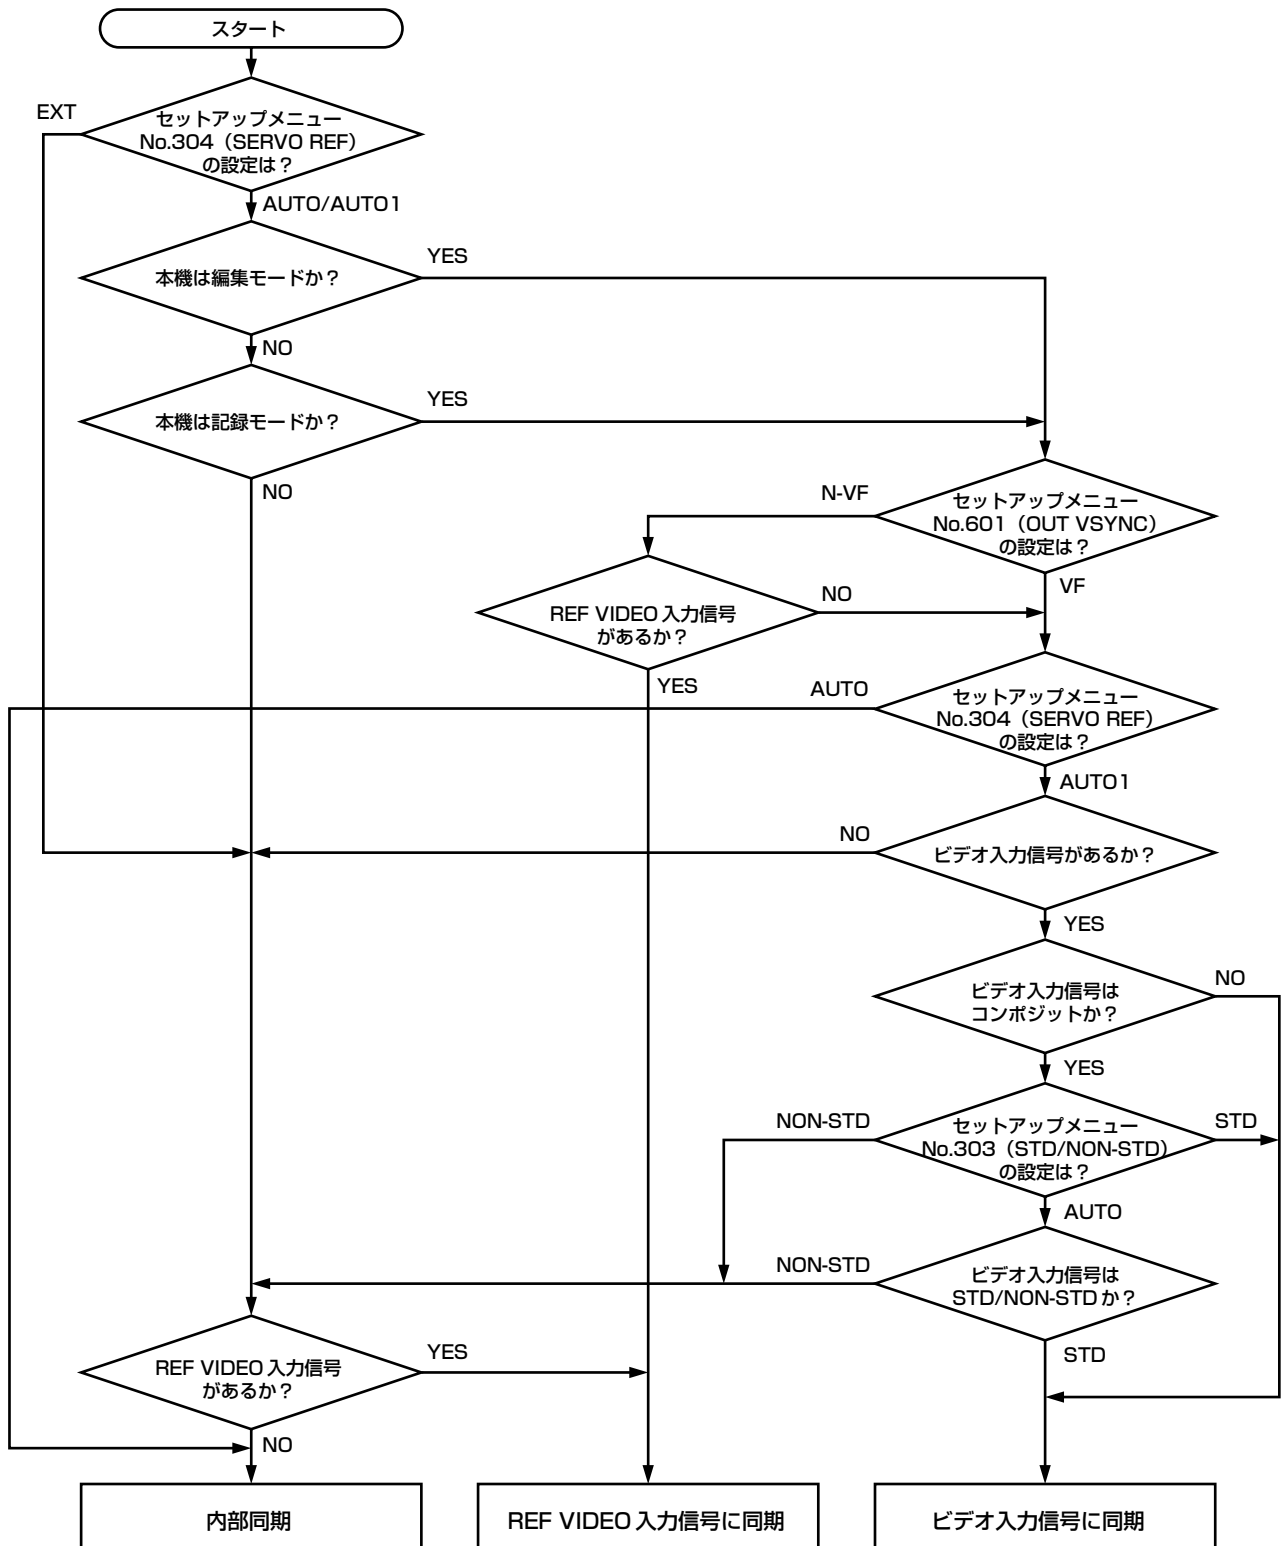 スタート
EXT
セットアップメニュー
No.304（SERVO REF）
の設定は？
AUTO/AUTO1
本機は編集モードか？
YES
NO
本機は記録モードか？
YES
NO
N-VF
セットアップメニュー
No.601（OUT VSYNC）
の設定は？
VF
REF VIDEO 入力信号
があるか？
NO
YES
AUTO
セットアップメニュー
No.304（SERVO REF）
の設定は？
AUTO1
NO
ビデオ入力信号があるか？
YES
ビデオ入力信号は
コンポジットか？
NO
YES
NON-STD
セットアップメニュー
No.303（STD/NON-STD）
の設定は？
STD
AUTO
NON-STD
ビデオ入力信号は
STD/NON-STD か？
STD
REF VIDEO 入力信号
があるか？
YES
NO
内部同期
REF VIDEO 入力信号に同期
ビデオ入力信号に同期